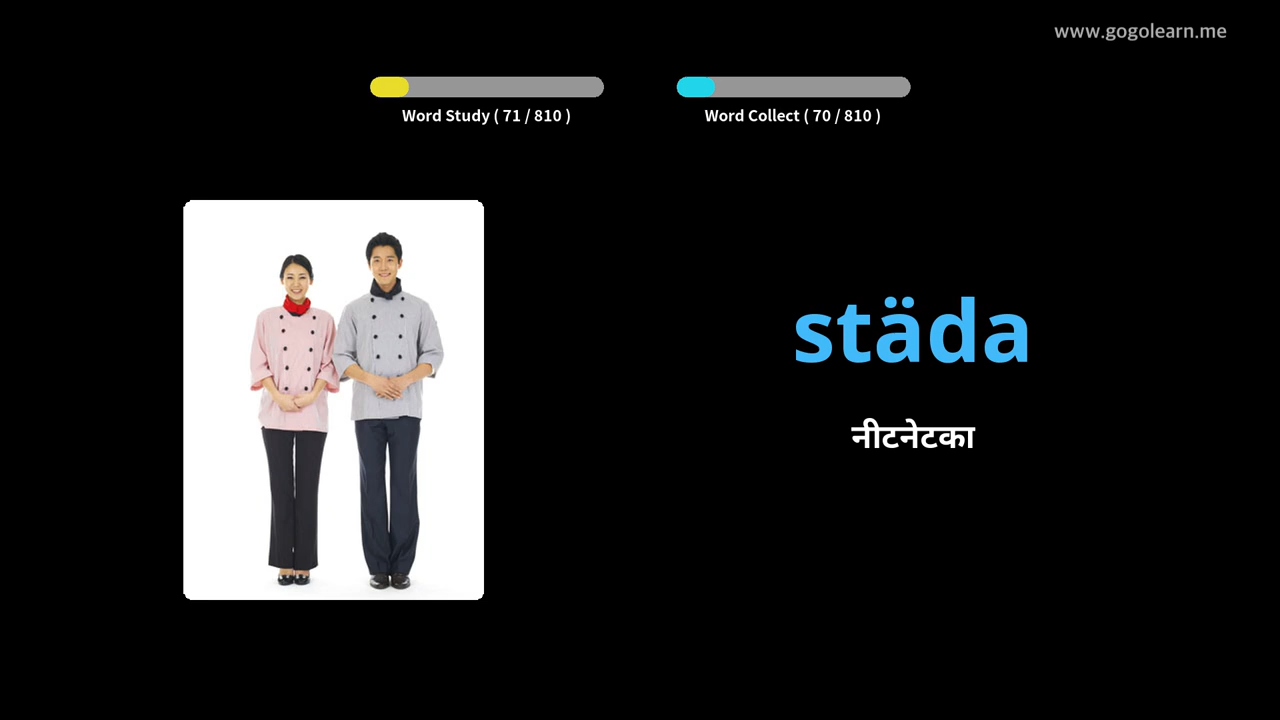 www.gogolearn.me
Word Study ( 71 / 810 )
Word Collect ( 70 / 810 )
städa
नीटनेटका